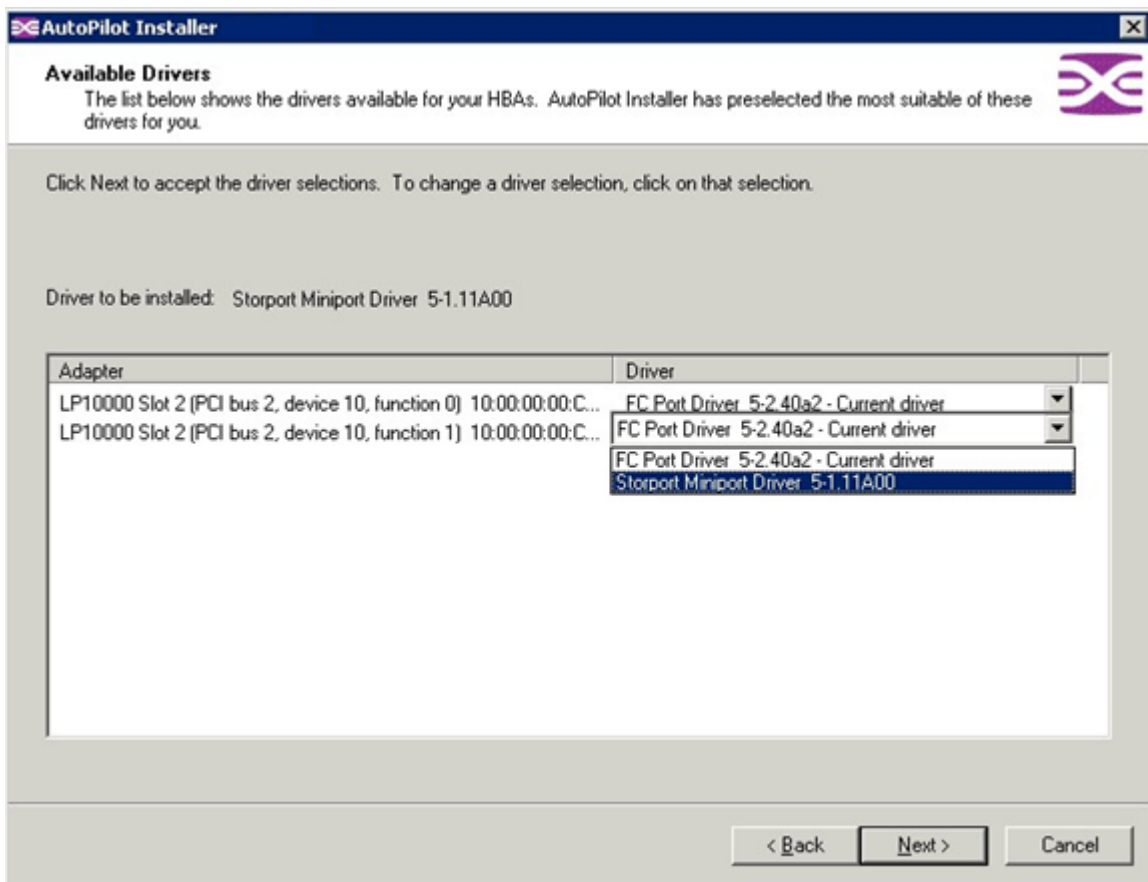 AutoPilot Installer
Available Drivers
The list below shows the drivers available for your HBAs. AutoPilot Installer has preselected the most suitable of these
drivers for you.
Click Next to accept the driver selections. To change a driver selection, click on that selection.
Driver to be installed: Storport Miniport Driver 5-1.11A00
Adapter Driver
LP10000 Slot 2 (PCI bus 2, device 10, function 0) 10:00:00:00:C... FC Port Driver 5-2.40a2 - Current driver
LP10000 Slot 2 (PCI bus 2, device 10, function 1) 10:00:00:00:C... FC Port Driver 5-2.40a2 - Current driver
FC Port Driver 5-2.40a2 - Current driver
Storport Miniport Driver 5-1.11A00
< Back Next > Cancel